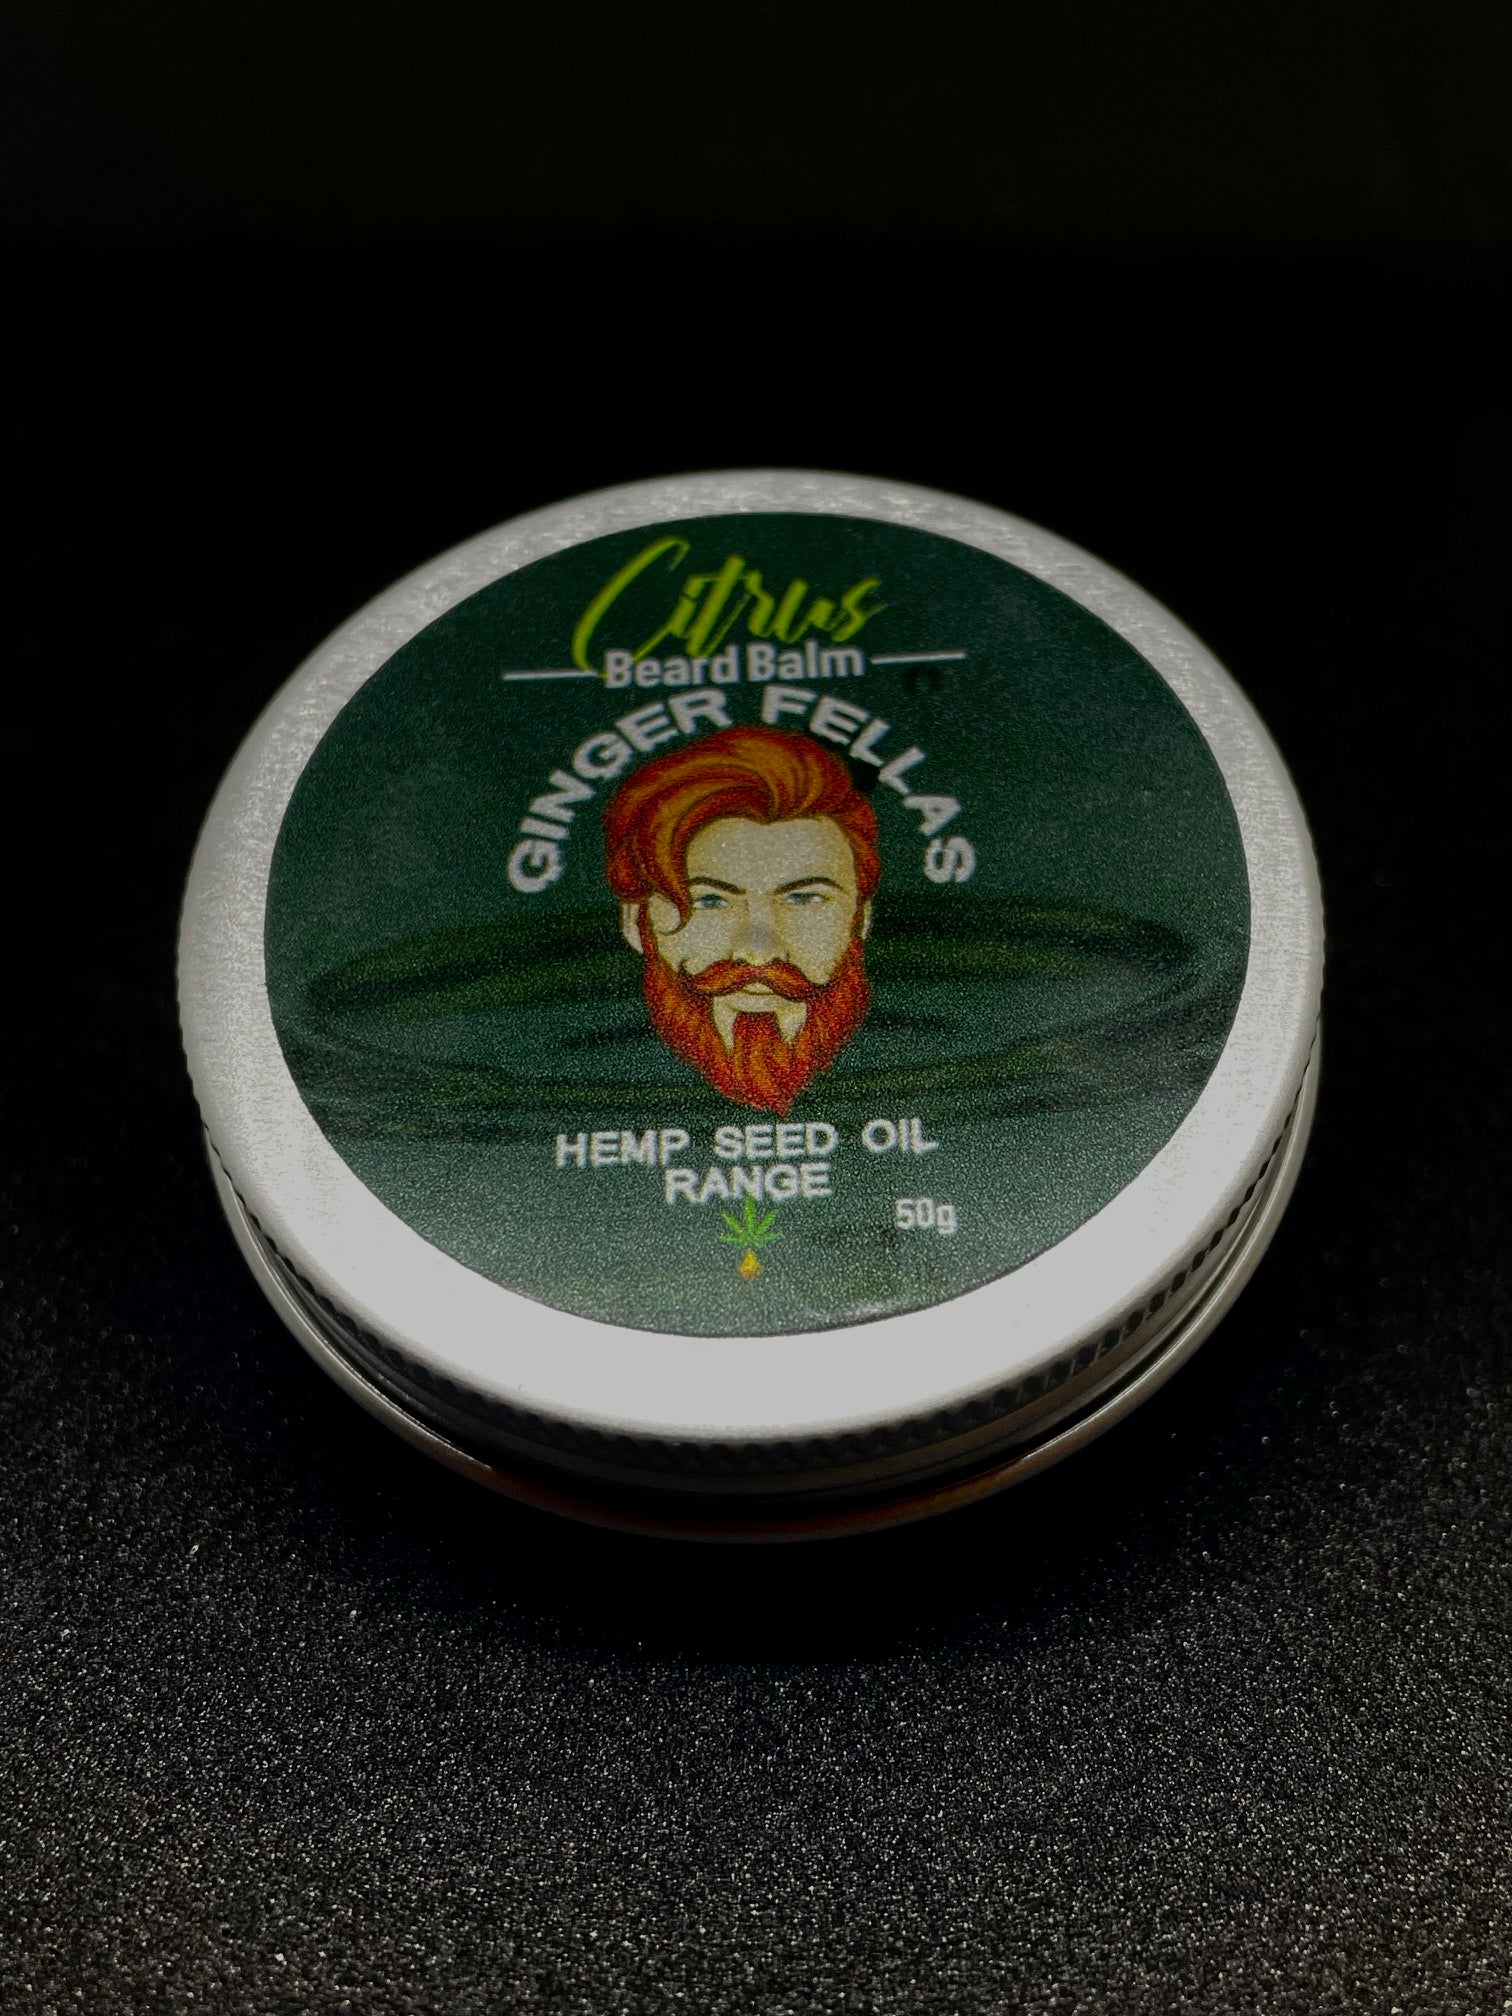 Citrus
Beard Balm
GINGER FELLAS
HEMP SEED OIL
RANGE
50g